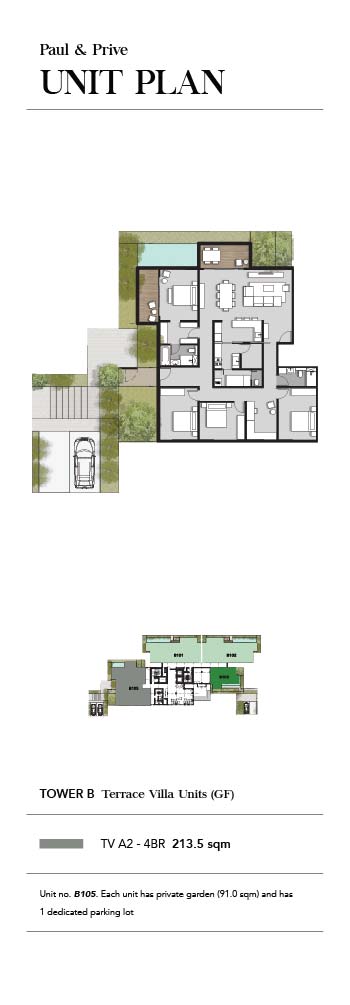 Paul & Prive
UNIT PLAN
B101
B102
B105
TOWER B Terrace Villa Units (GF)
TV A2 - 4BR 213.5 sqm
Unit no. B105. Each unit has private garden (91.0 sqm) and has
1 dedicated parking lot